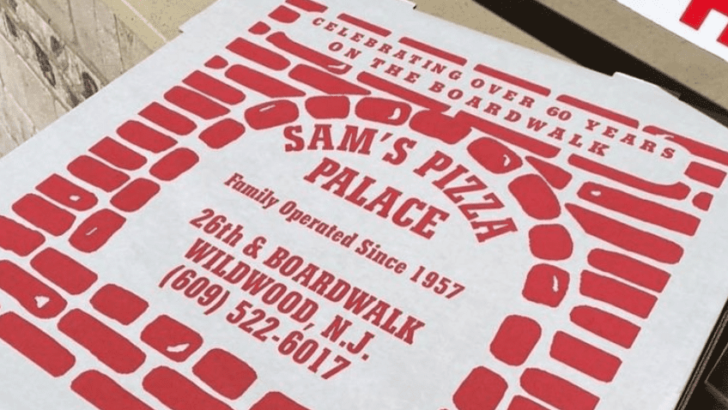 CELEBRATING OVER 60 YEARS
ON THE BOARDWALK
SAM'S PIZZA
PALACE
Family Operated Since 1957
26th & BOARDWALK
WILDWOOD, N.J.
(609) 522-6017